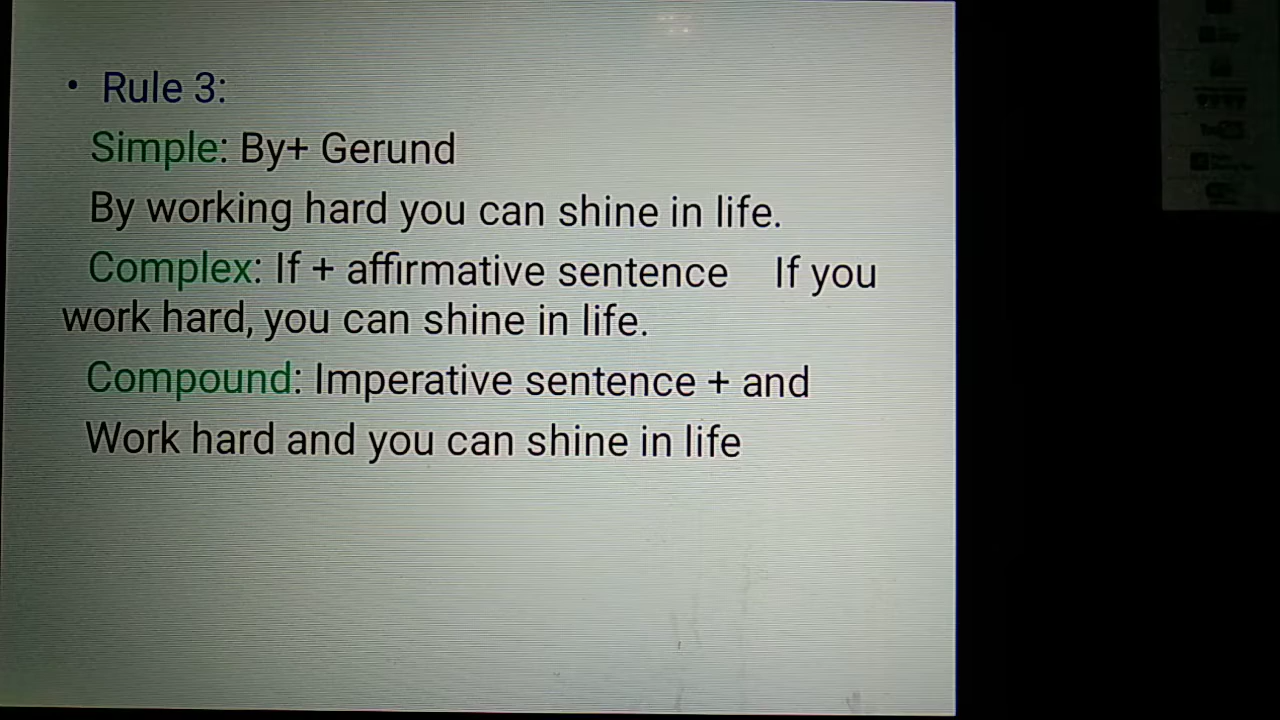 • Rule 3:
Simple: By+ Gerund
By working hard you can shine in life.
Complex: If + affirmative sentence    If you
work hard, you can shine in life.
Compound: Imperative sentence + and
Work hard and you can shine in life